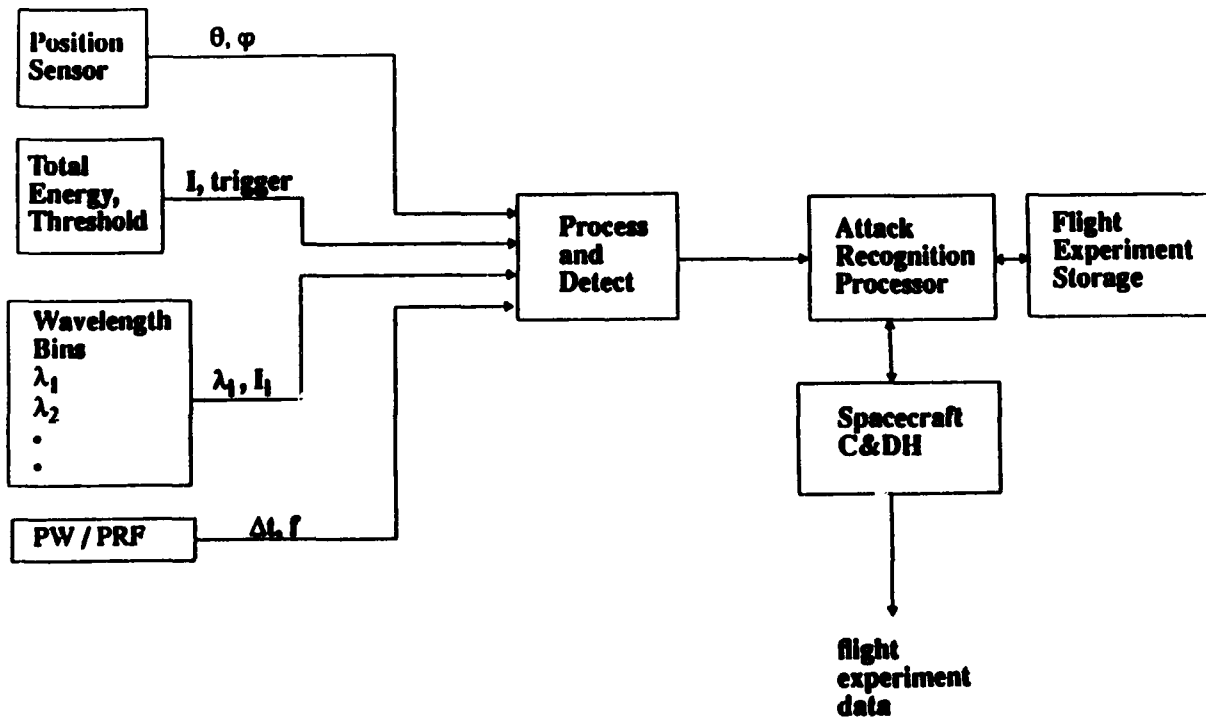 Position
Sensor
θ, φ
Total
Energy,
Threshold
I, trigger
Wavelength
Bins
λ₁
λ₂
•
•
λᵢ, Iᵢ
PW / PRF
Δt, f
Process
and
Detect
Attack
Recognition
Processor
Flight
Experiment
Storage
Spacecraft
C&DH
flight
experiment
data